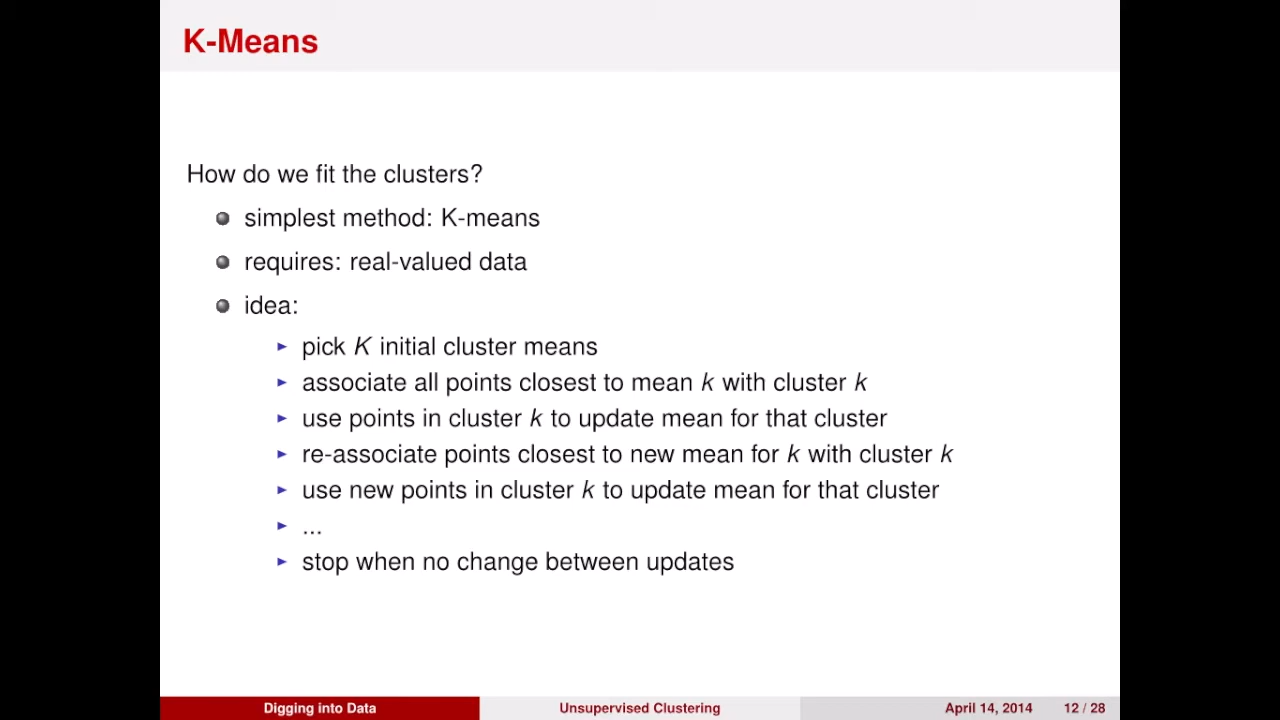 K-Means
How do we fit the clusters?
simplest method: K-means
requires: real-valued data
idea:
pick K initial cluster means
associate all points closest to mean k with cluster k
use points in cluster k to update mean for that cluster
re-associate points closest to new mean for k with cluster k
use new points in cluster k to update mean for that cluster
...
stop when no change between updates
Digging into Data
Unsupervised Clustering
April 14, 2014
12 / 28